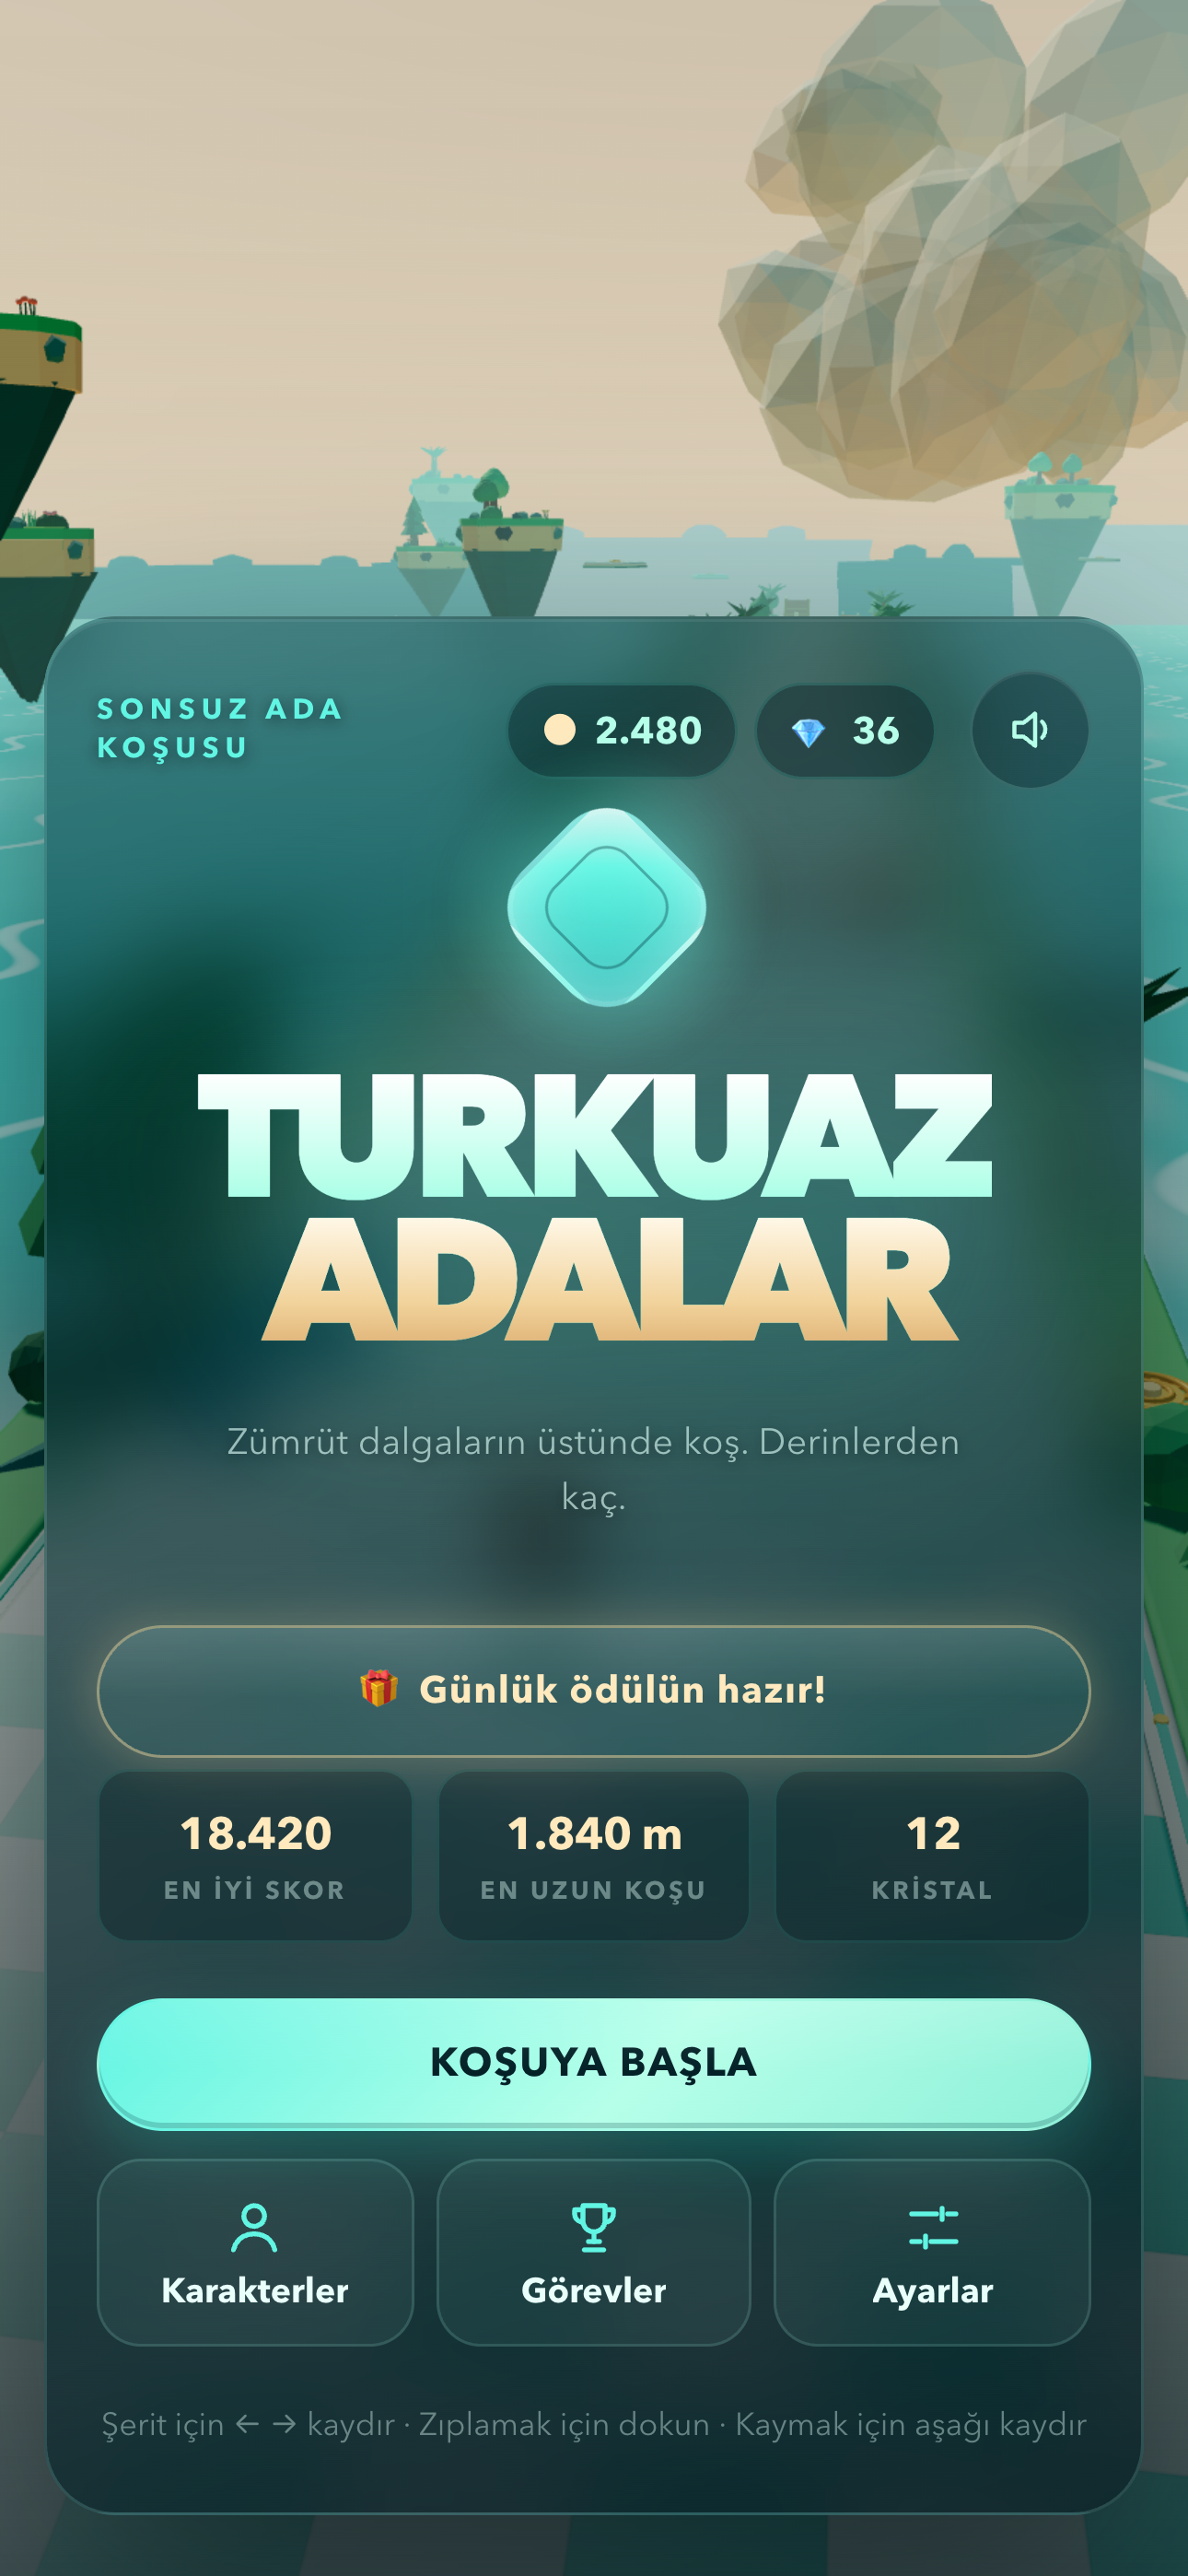 SONSUZ ADA
KOŞUSU
2.480
36
TURKUAZ
ADALAR
Zümrüt dalgaların üstünde koş. Derinlerden
kaç.
Günlük ödülün hazır!
18.420
EN İYİ SKOR
1.840 m
EN UZUN KOŞU
12
KRİSTAL
KOŞUYA BAŞLA
Karakterler
Görevler
Ayarlar
Şerit için ← → kaydır · Zıplamak için dokun · Kaymak için aşağı kaydır